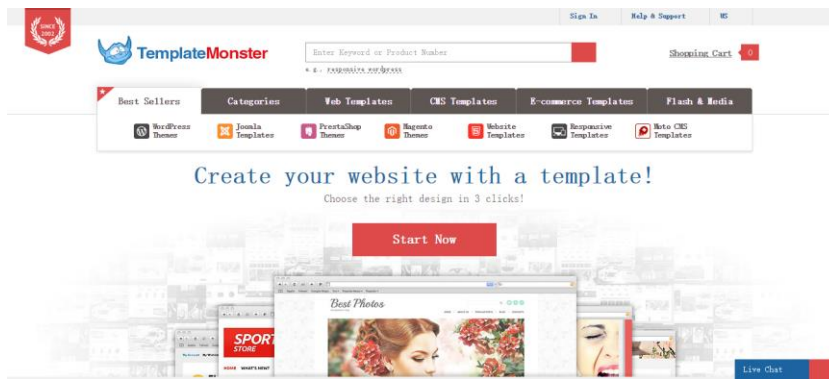 Sign In Help & Support US
SINCE
2002
TemplateMonster
Enter Keyword or Product Number
e.g., responsive wordpress
Shopping Cart 0
Best Sellers Categories Web Templates CMS Templates E-commerce Templates Flash & Media
WordPress Themes
Joomla Templates
PrestaShop Themes
Magento Themes
Website Templates
Responsive Templates
Moto CMS Templates
Create your website with a template!
Choose the right design in 3 clicks!
Start Now
Best Photos
SPORT
STORE
HOME WHAT'S NEW?
Live Chat